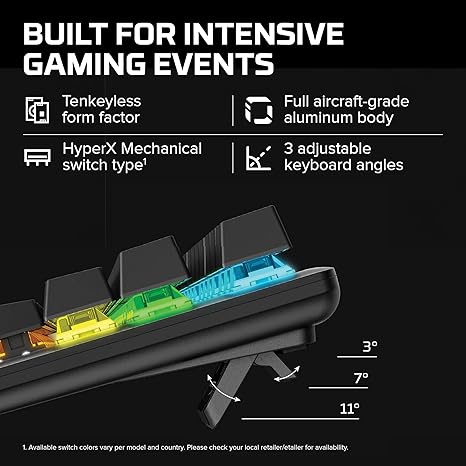 BUILT FOR INTENSIVE
GAMING EVENTS
Tenkeyless
form factor
Full aircraft-grade
aluminum body
HyperX Mechanical
switch type¹
3 adjustable
keyboard angles
3°
7°
11°
1. Available switch colors vary per model and country. Please check your local retailer/etailer for availability.